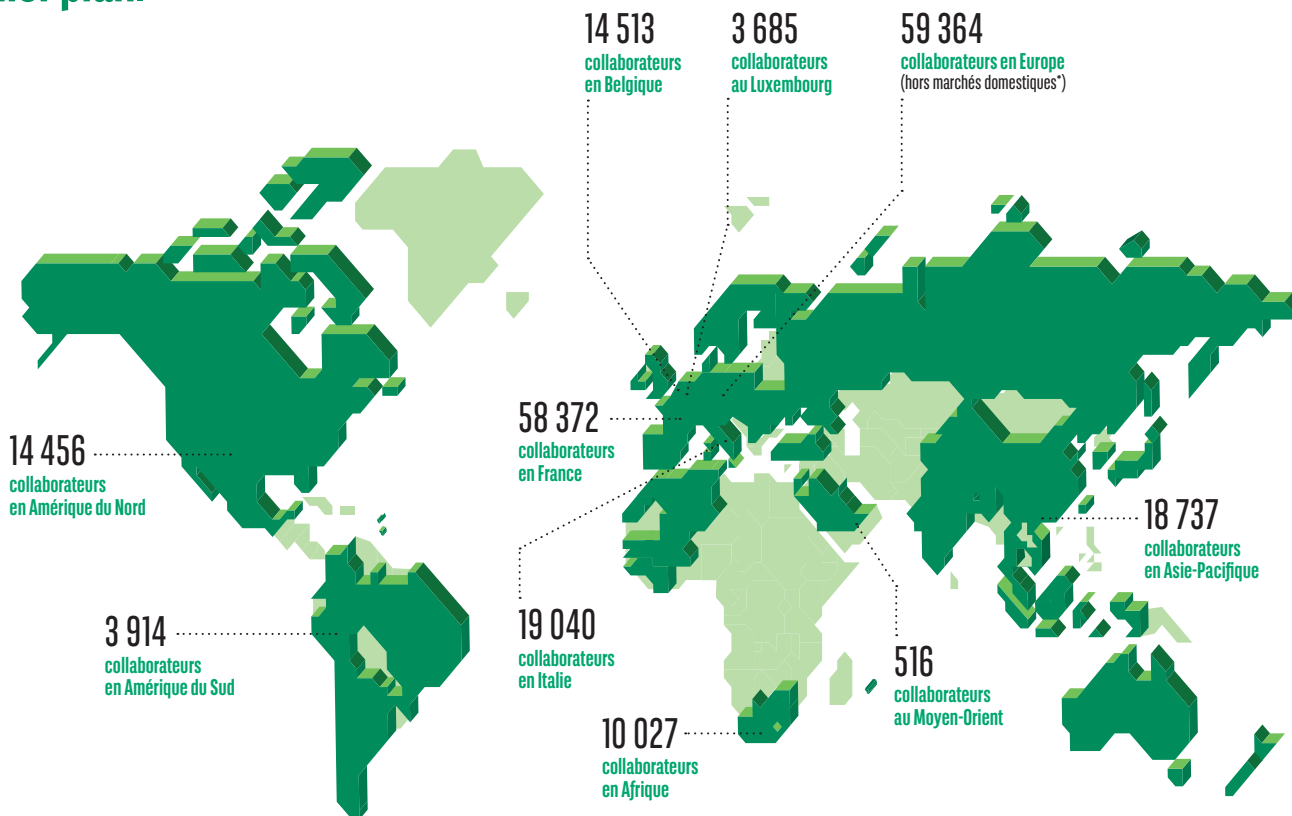 plan.
14 513
collaborateurs
en Belgique
3 685
collaborateurs
au Luxembourg
59 364
collaborateurs en Europe
(hors marchés domestiques*)
14 456
collaborateurs
en Amérique du Nord
58 372
collaborateurs
en France
18 737
collaborateurs
en Asie-Pacifique
3 914
collaborateurs
en Amérique du Sud
19 040
collaborateurs
en Italie
516
collaborateurs
au Moyen-Orient
10 027
collaborateurs
en Afrique